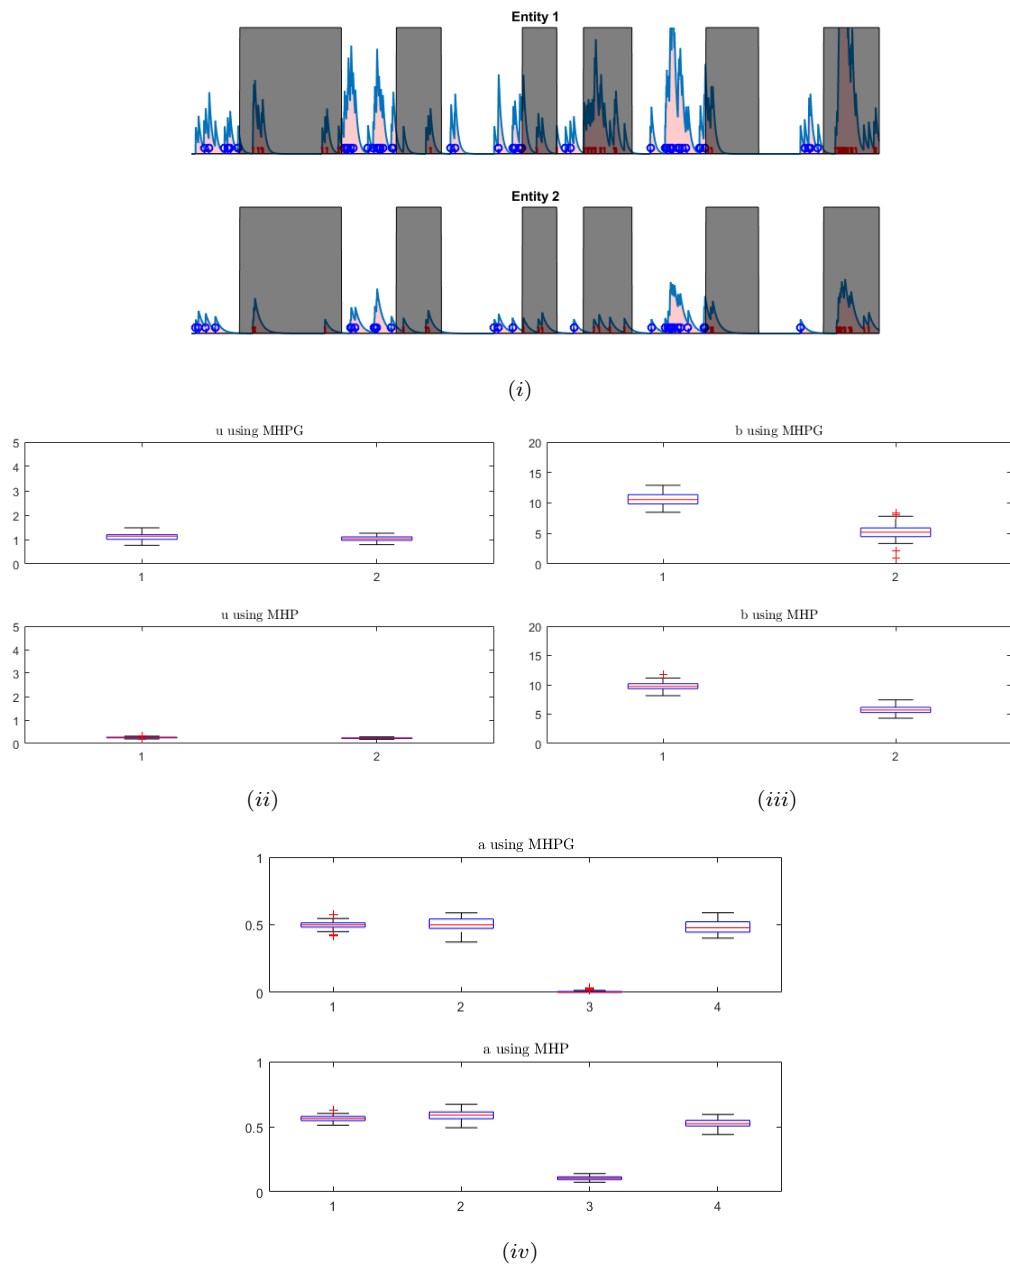 Entity 1
Entity 2
(i)
u using MHPG
5
4
3
2
1
0
1 2
b using MHPG
20
15
10
5
0
1 2
u using MHP
5
4
3
2
1
0
1 2
b using MHP
20
15
10
5
0
1 2
(ii)
(iii)
a using MHPG
1
0.5
0
1 2 3 4
a using MHP
1
0.5
0
1 2 3 4
(iv)